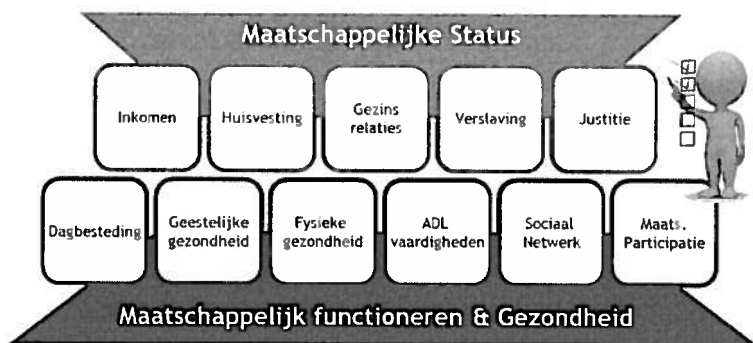 Maatschappelijke Status
Inkomen
Huisvesting
Gezins
relaties
Verslaving
Justitie
Dagbesteding
Geestelijke
gezondheid
Fysieke
gezondheid
ADL
vaardigheden
Sociaal
Netwerk
Maats.
Participatie
Maatschappelijk functioneren & Gezondheid